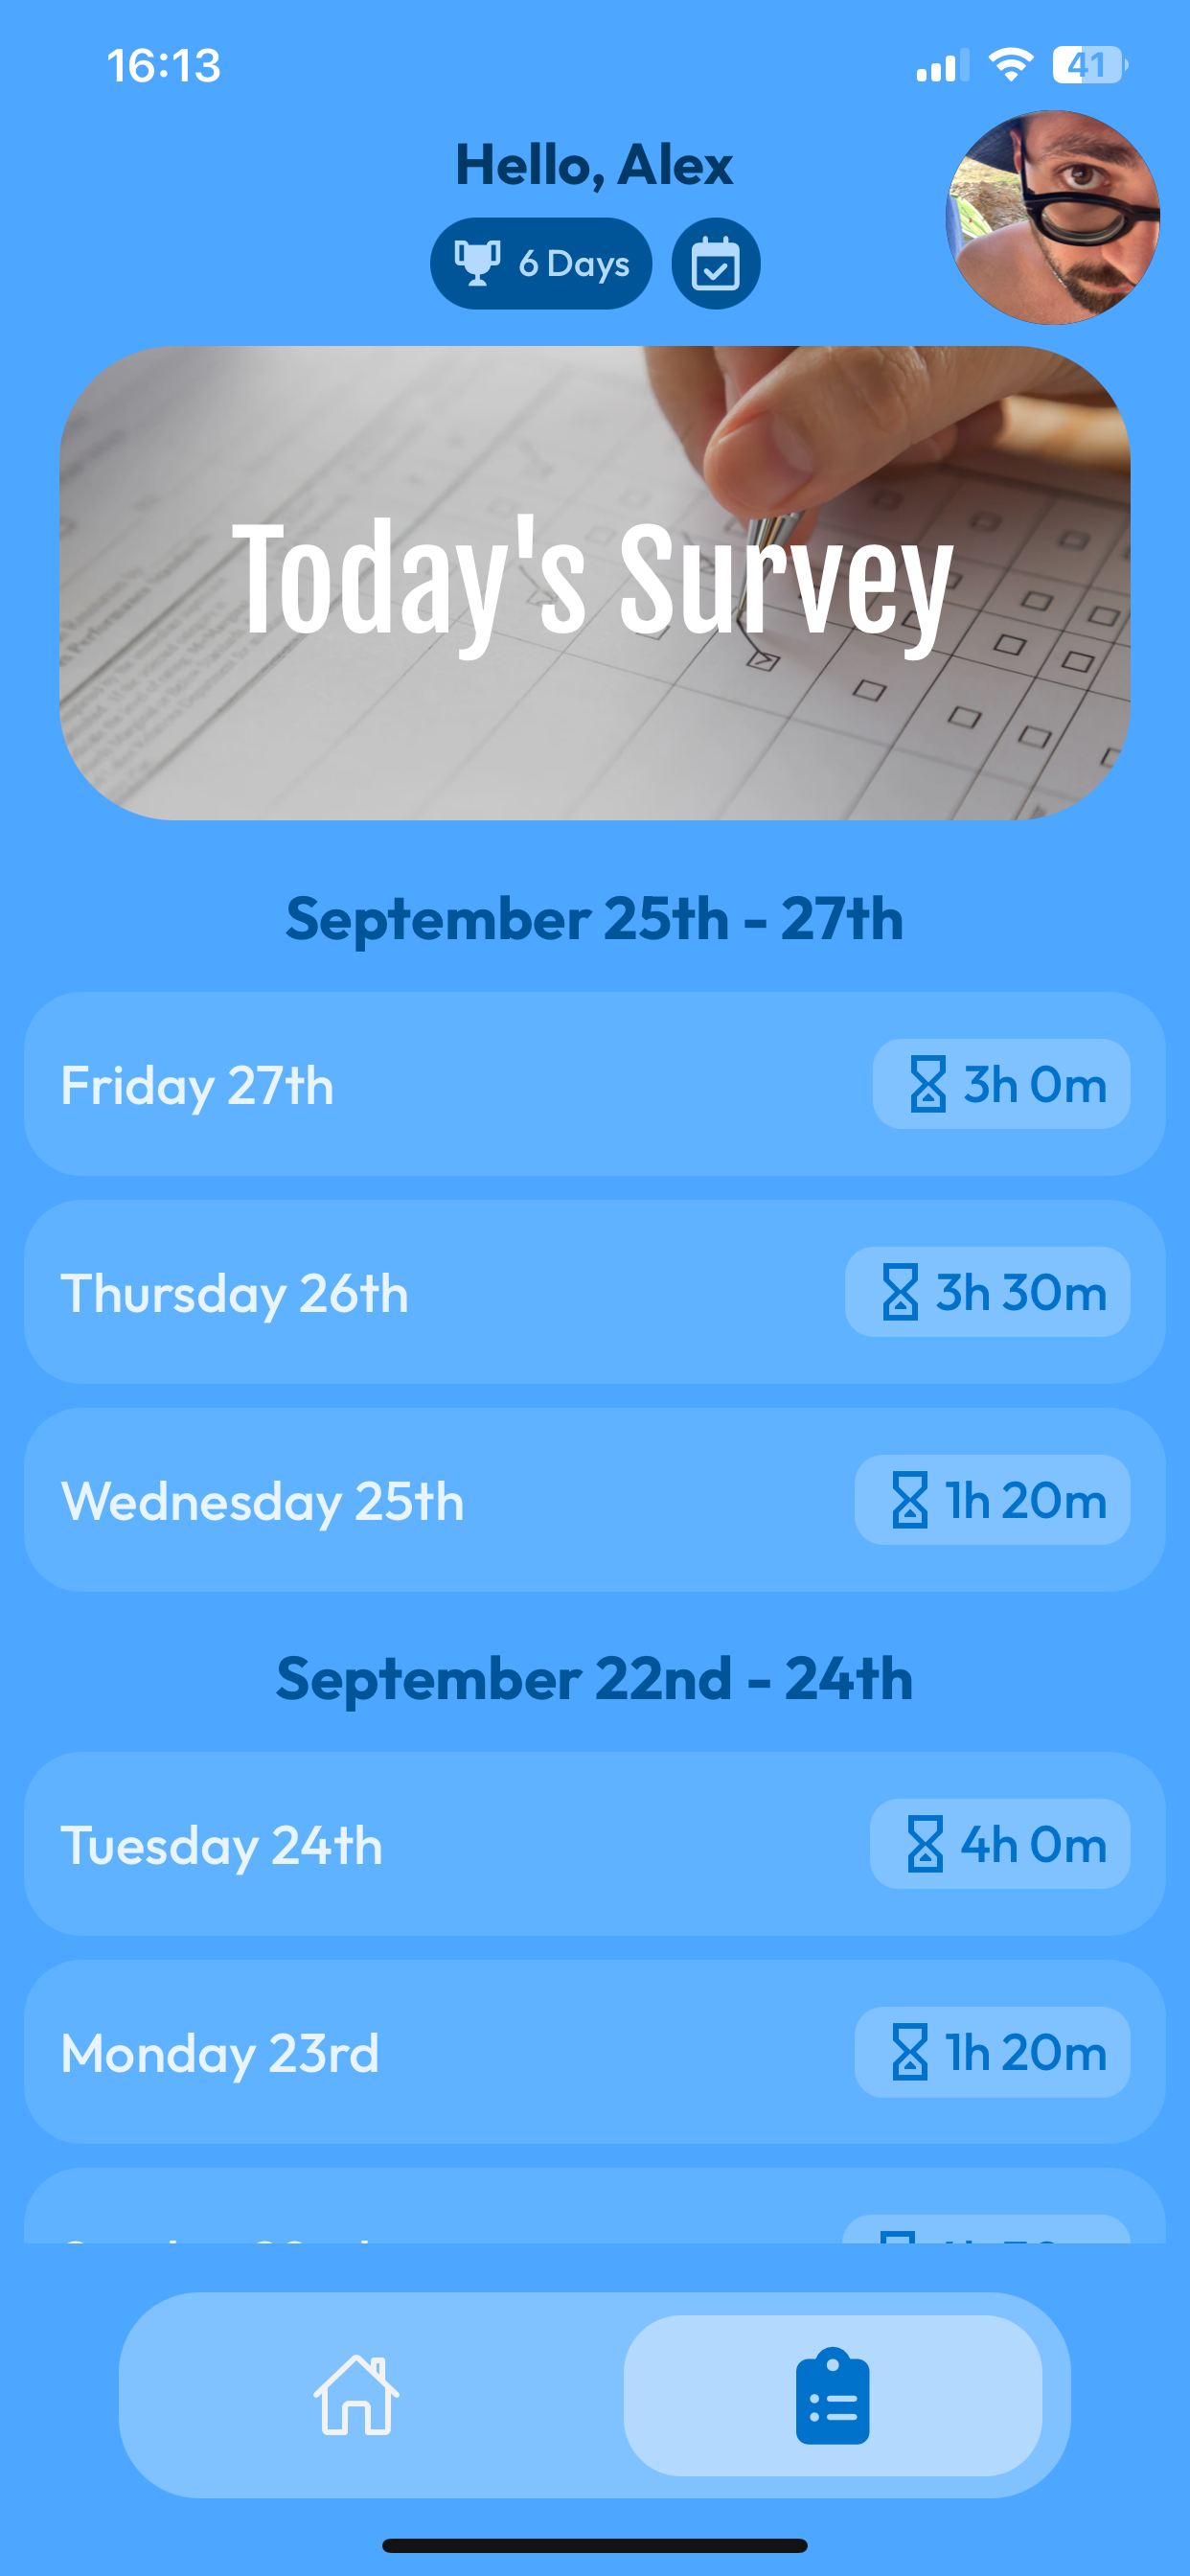 16:13
41
Hello, Alex
6 Days
Today's Survey
September 25th - 27th
Friday 27th
3h 0m
Thursday 26th
3h 30m
Wednesday 25th
1h 20m
September 22nd - 24th
Tuesday 24th
4h 0m
Monday 23rd
1h 20m